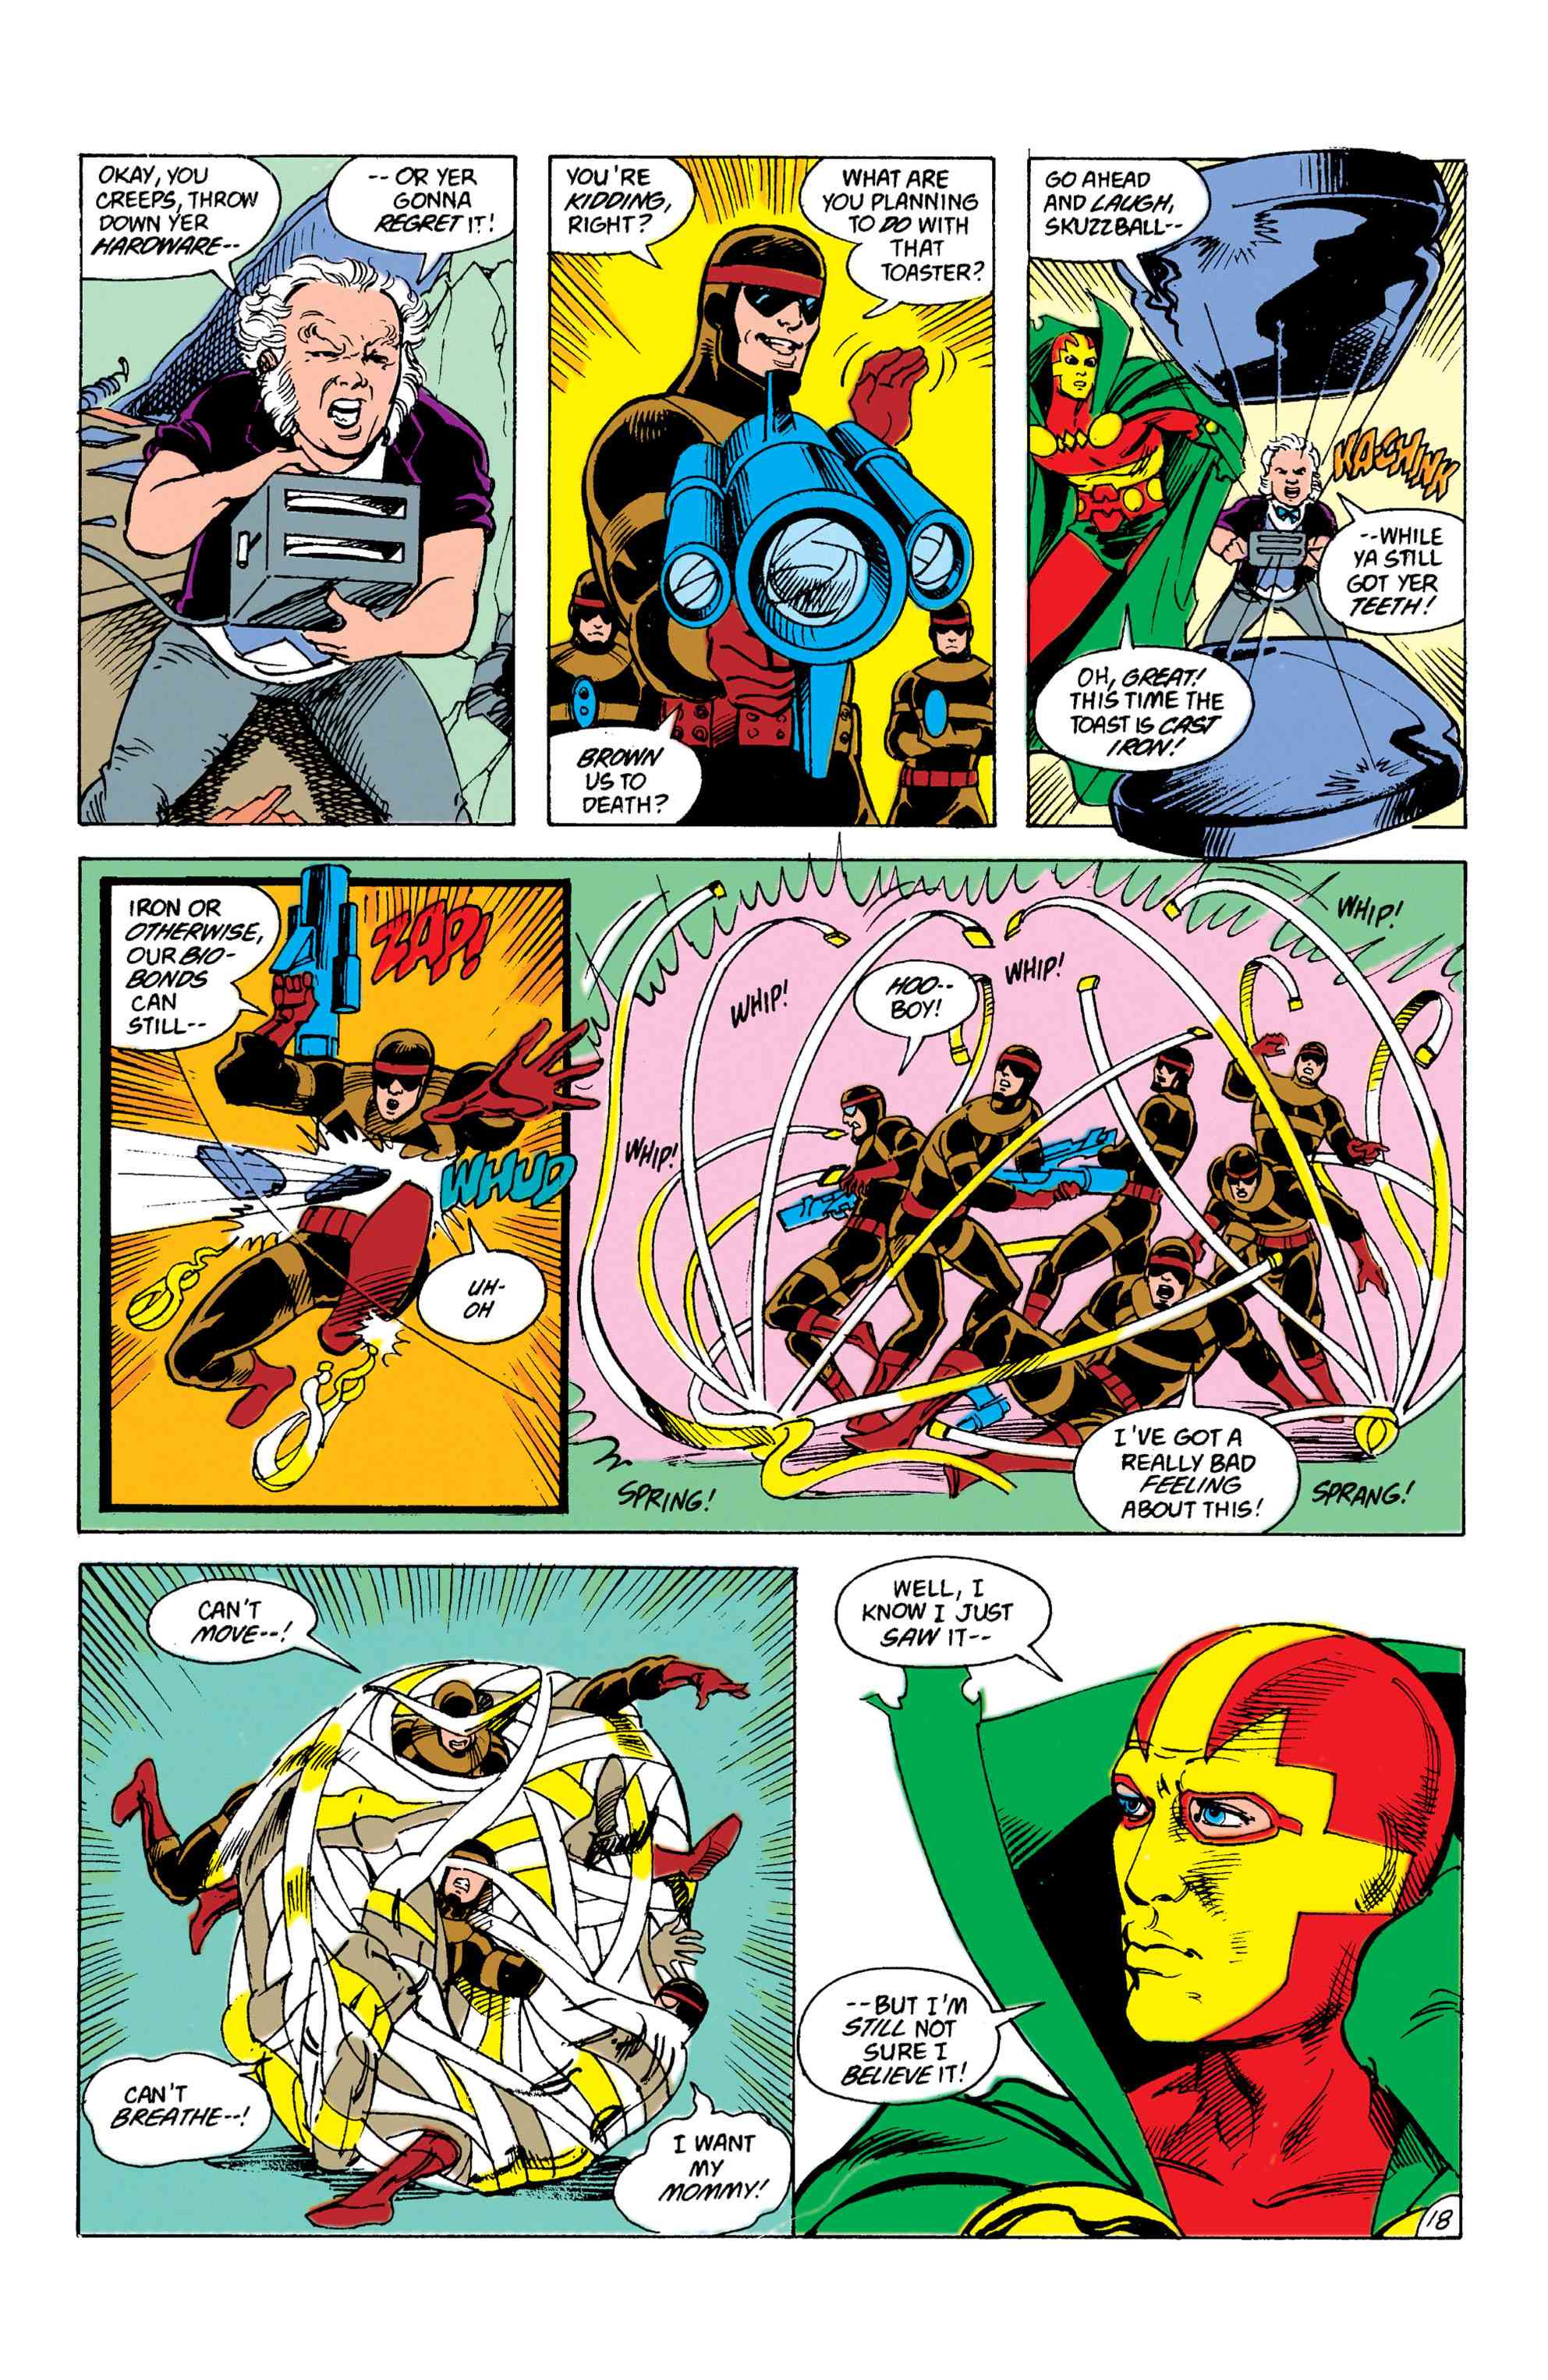 OKAY, YOU
CREEPS, THROW
DOWN YER
HARDWARE--
-- OR YER
GONNA
REGRET IT!
YOU'RE
KIDDING,
RIGHT?
WHAT ARE
YOU PLANNING
TO DO WITH
THAT
TOASTER?
BROWN
US TO
DEATH?
GO AHEAD
AND LAUGH,
SKUZZBALL--
KA-CHINK
--WHILE
YA STILL
GOT YER
TEETH!
OH, GREAT!
THIS TIME THE
TOAST IS CAST
IRON!
IRON OR
OTHERWISE,
OUR BIO-
BONDS
CAN
STILL--
ZAP!
WHUD
UH-
OH
WHIP!
WHIP!
HOO--
BOY!
WHIP!
WHIP!
I'VE GOT A
REALLY BAD
FEELING
ABOUT THIS!
SPRING!
SPRANG!
CAN'T
MOVE--!
CAN'T
BREATHE--!
I WANT
MY
MOMMY!
WELL, I
KNOW I JUST
SAW IT--
--BUT I'M
STILL NOT
SURE I
BELIEVE IT!
18